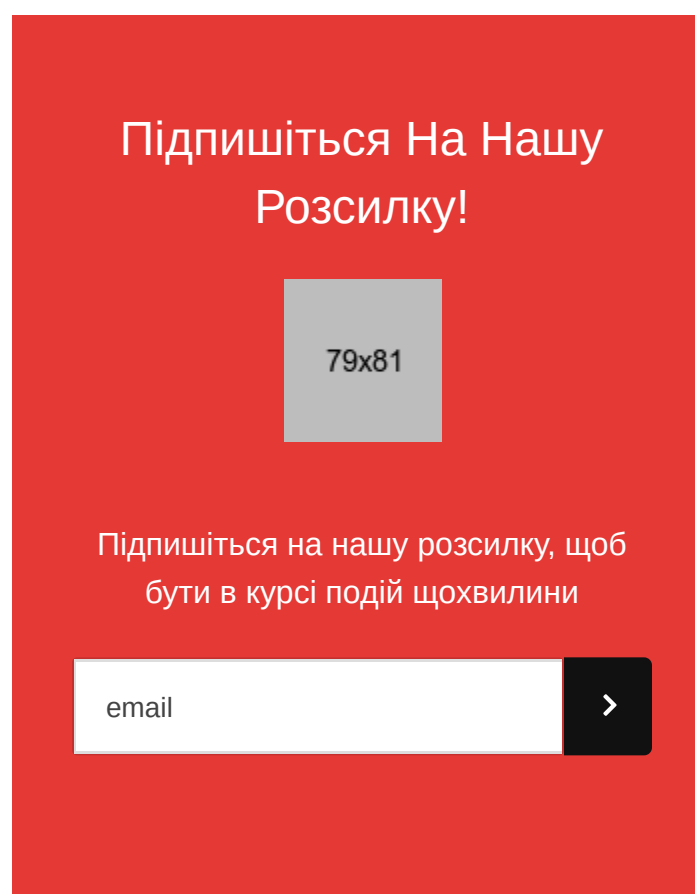 Підпишіться На Нашу
Розсилку!
79x81
Підпишіться на нашу розсилку, щоб
бути в курсі подій щохвилини
email